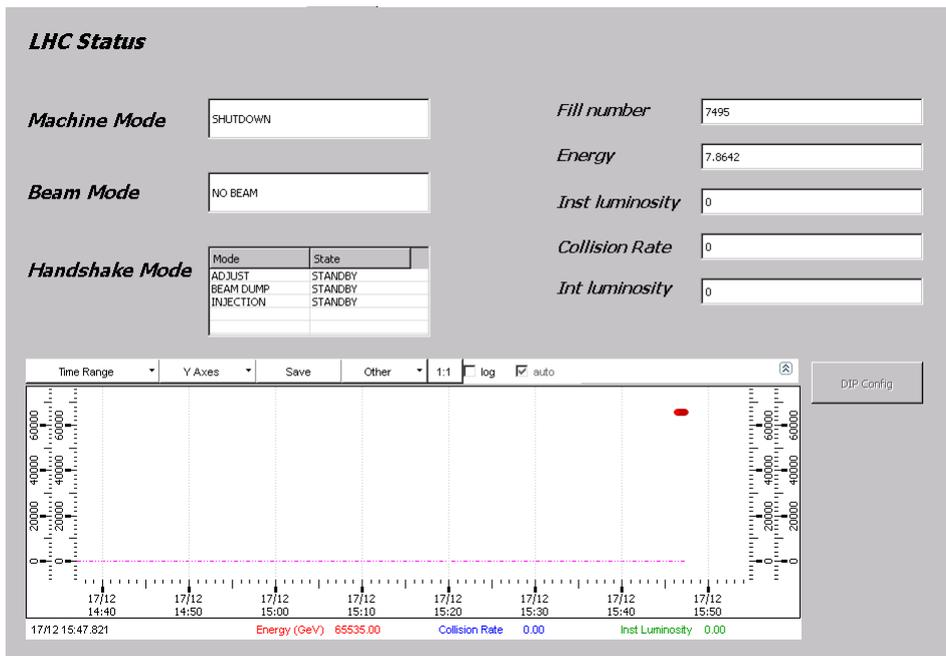 LHC Status
Machine Mode
SHUTDOWN
Beam Mode
NO BEAM
Handshake Mode
Mode State
ADJUST STANDBY
BEAM DUMP STANDBY
INJECTION STANDBY
Fill number
7495
Energy
7.8642
Inst luminosity
0
Collision Rate
0
Int luminosity
0
Time Range Y Axes Save Other 1:1 log auto
DIP Config
60000 60000 60000 60000
40000 40000 40000 40000
20000 20000 20000 20000
0 0 0 0
17/12 17/12 17/12 17/12 17/12 17/12 17/12 17/12
14:40 14:50 15:00 15:10 15:20 15:30 15:40 15:50
17/12 15:47.821 Energy (GeV) 65535.00 Collision Rate 0.00 Inst Luminosity 0.00